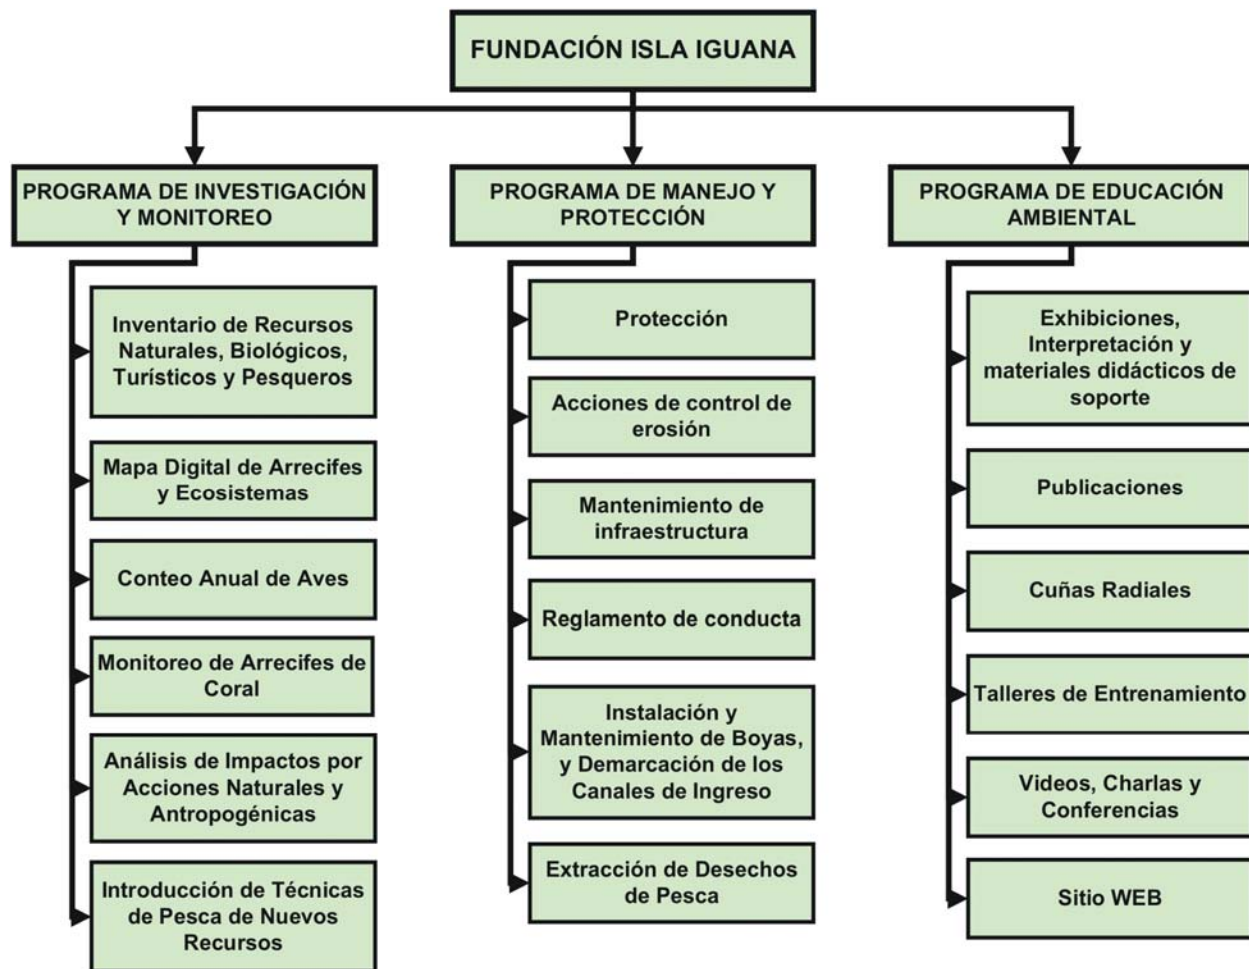 FUNDACIÓN ISLA IGUANA
PROGRAMA DE INVESTIGACIÓN
Y MONITOREO
Inventario de Recursos
Naturales, Biológicos,
Turísticos y Pesqueros
Mapa Digital de Arrecifes
y Ecosistemas
Conteo Anual de Aves
Monitoreo de Arrecifes de
Coral
Análisis de Impactos por
Acciones Naturales y
Antropogénicas
Introducción de Técnicas
de Pesca de Nuevos
Recursos
PROGRAMA DE MANEJO Y
PROTECCIÓN
Protección
Acciones de control de
erosión
Mantenimiento de
infraestructura
Reglamento de conducta
Instalación y
Mantenimiento de Boyas,
y Demarcación de los
Canales de Ingreso
Extracción de Desechos
de Pesca
PROGRAMA DE EDUCACIÓN
AMBIENTAL
Exhibiciones,
Interpretación y
materiales didácticos de
soporte
Publicaciones
Cuñas Radiales
Talleres de Entrenamiento
Videos, Charlas y
Conferencias
Sitio WEB